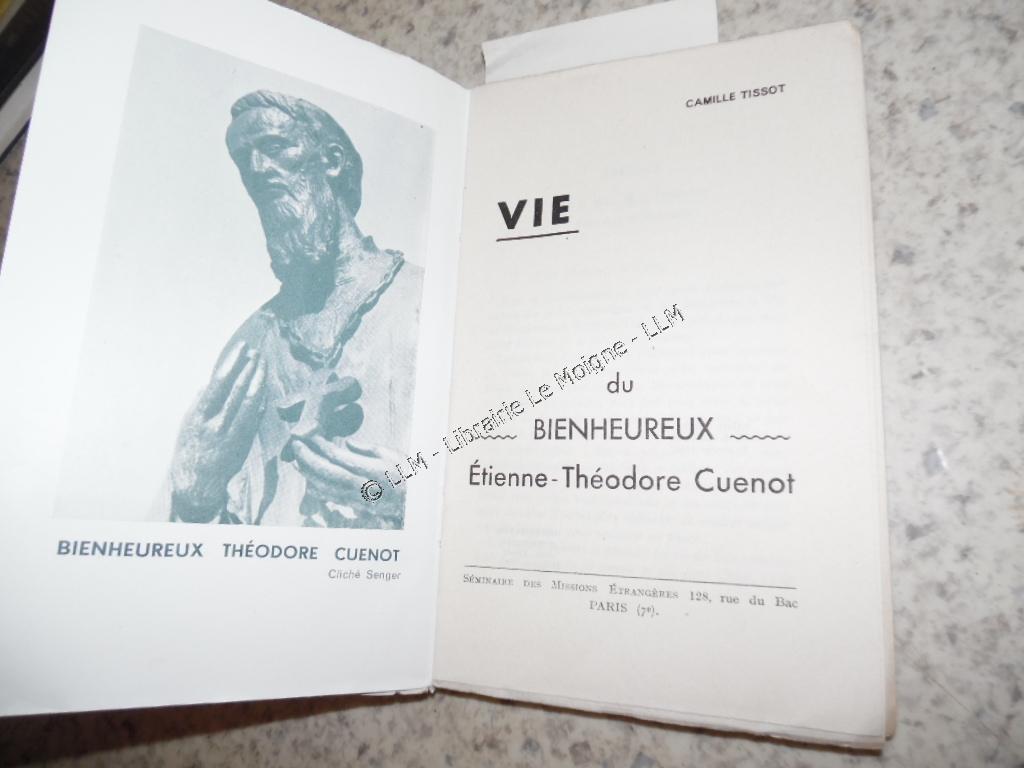 BIENHEUREUX THÉODORE CUENOT
Cliché Senger
CAMILLE TISSOT
VIE
du
BIENHEUREUX
Étienne-Théodore Cuenot
SÉMINAIRE DES MISSIONS ÉTRANGÈRES 128, rue du Bac
PARIS (7e).
© LLM - Librairie Le Moigne - LLM